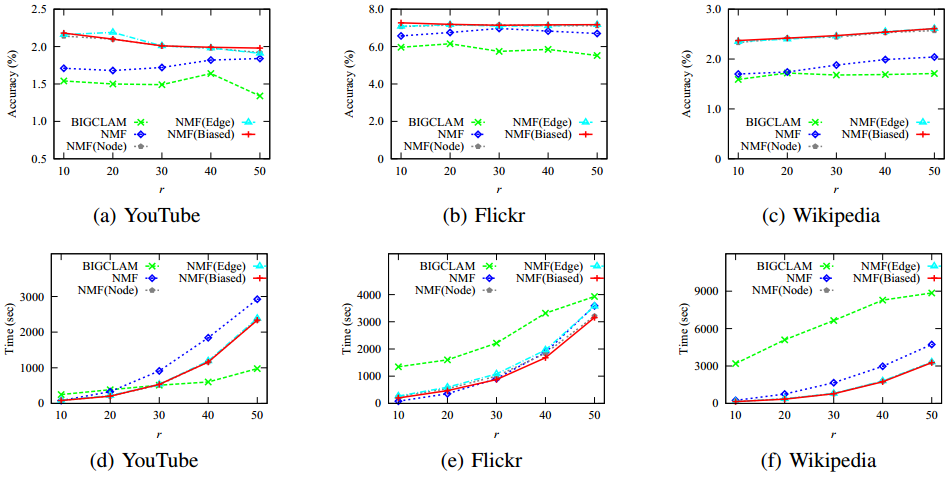 2.5
2.0
1.5
1.0
0.5
Accuracy (%)
BIGCLAM
NMF
NMF(Node)
NMF(Edge)
NMF(Biased)
10 20 30 40 50
r
(a) YouTube
8.0
6.0
4.0
2.0
0
Accuracy (%)
BIGCLAM
NMF
NMF(Node)
NMF(Edge)
NMF(Biased)
10 20 30 40 50
r
(b) Flickr
3.0
2.0
1.0
0
Accuracy (%)
BIGCLAM
NMF
NMF(Node)
NMF(Edge)
NMF(Biased)
10 20 30 40 50
r
(c) Wikipedia
3000
2000
1000
0
Time (sec)
BIGCLAM
NMF
NMF(Node)
NMF(Edge)
NMF(Biased)
10 20 30 40 50
r
(d) YouTube
4000
3000
2000
1000
0
Time (sec)
BIGCLAM
NMF
NMF(Node)
NMF(Edge)
NMF(Biased)
10 20 30 40 50
r
(e) Flickr
9000
6000
3000
0
Time (sec)
BIGCLAM
NMF
NMF(Node)
NMF(Edge)
NMF(Biased)
10 20 30 40 50
r
(f) Wikipedia